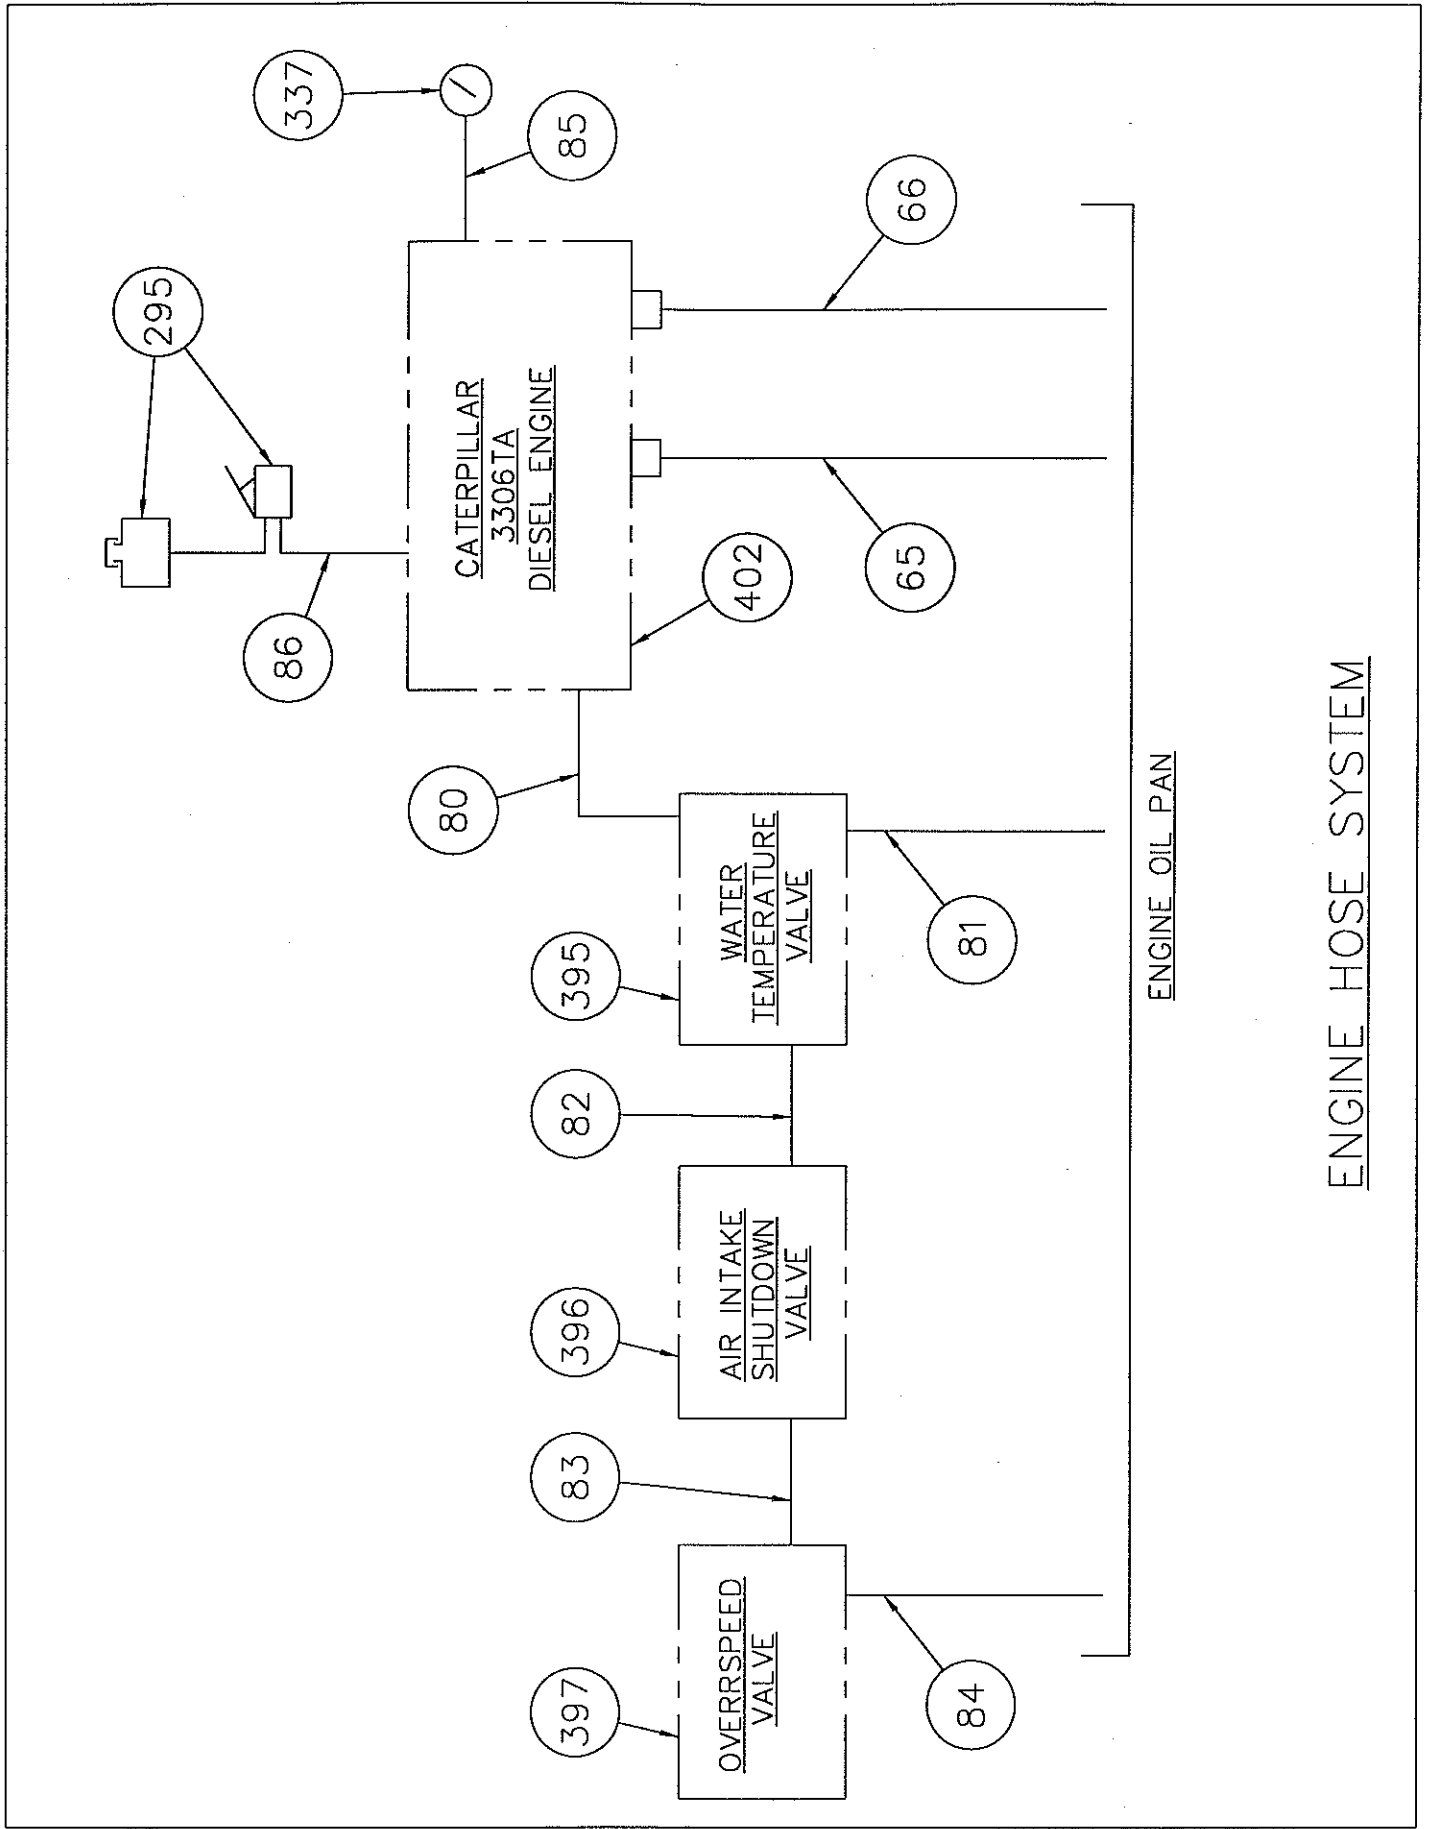 295
337
86
85
CATERPILLAR
3306TA
DIESEL ENGINE
80
402
65
66
397
83
396
82
395
OVERRSPEED
VALVE
AIR INTAKE
SHUTDOWN
VALVE
WATER
TEMPERATURE
VALVE
84
81
ENGINE OIL PAN
ENGINE HOSE SYSTEM